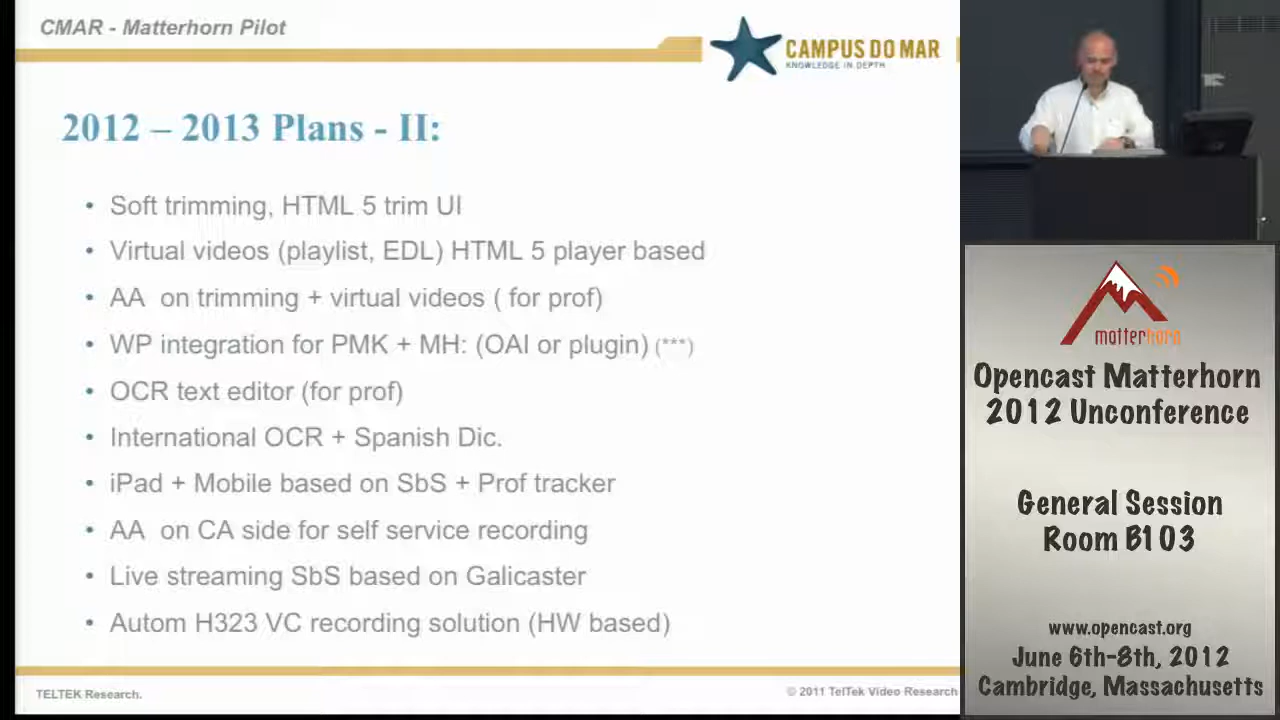 CMAR - Matterhorn Pilot
CAMPUS DO MAR
KNOWLEDGE IN DEPTH
2012 – 2013 Plans - II:
• Soft trimming, HTML 5 trim UI
• Virtual videos (playlist, EDL) HTML 5 player based
• AA on trimming + virtual videos ( for prof)
• WP integration for PMK + MH: (OAI or plugin) (***)
• OCR text editor (for prof)
• International OCR + Spanish Dic.
• iPad + Mobile based on SbS + Prof tracker
• AA on CA side for self service recording
• Live streaming SbS based on Galicaster
• Autom H323 VC recording solution (HW based)
TELTEK Research.
© 2011 TelTek Video Research
matterhorn
Opencast Matterhorn
2012 Unconference
General Session
Room B103
www.opencast.org
June 6th-8th, 2012
Cambridge, Massachusetts